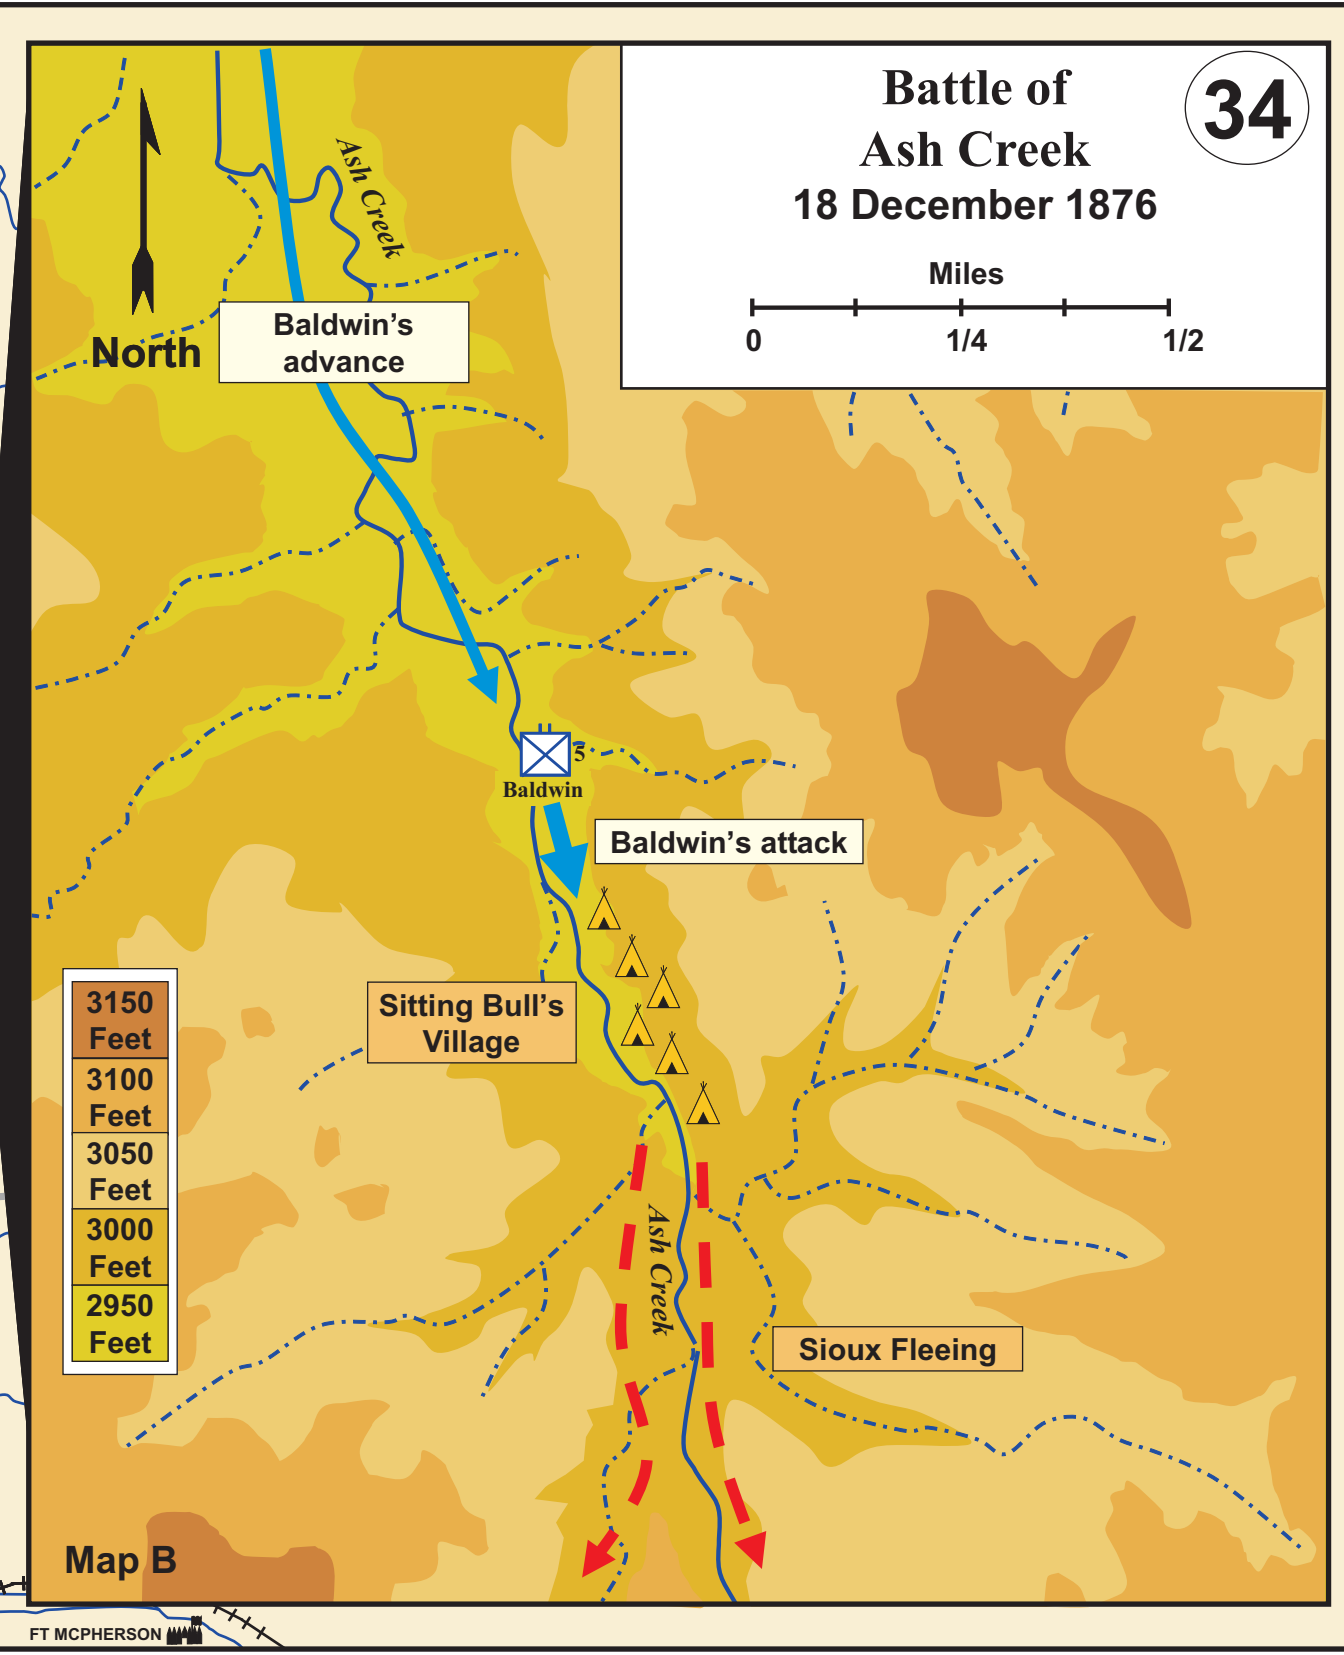 Battle of
Ash Creek
18 December 1876
34
Miles
0 1/4 1/2
Ash Creek
North
Baldwin's
advance
5
Baldwin
Baldwin's attack
Sitting Bull's
Village
3150
Feet
3100
Feet
3050
Feet
3000
Feet
2950
Feet
Ash Creek
Sioux Fleeing
Map B
FT MCPHERSON